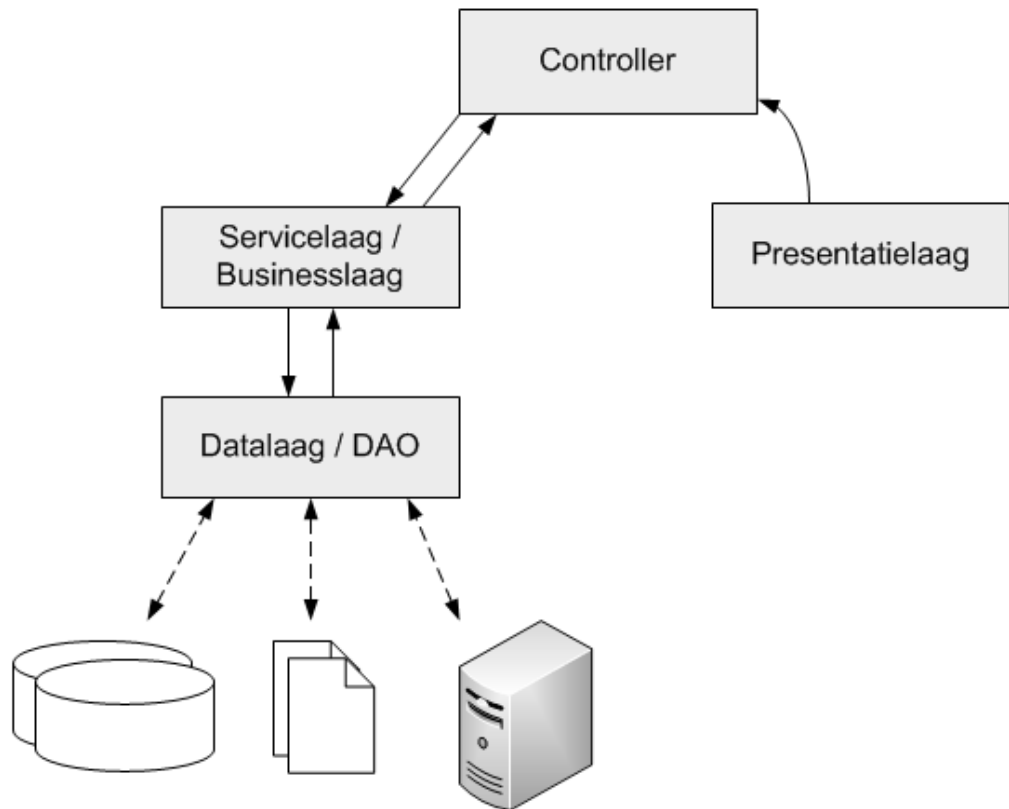 Controller
Servicelaag /
Businesslaag
Presentatielaag
Datalaag / DAO